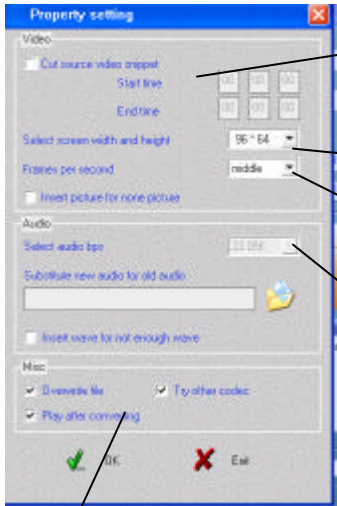 Property setting
Video
Cut source video snippet
Start time 00 : 00 : 00
End time 00 : 00 : 00
Select screen width and height 96 * 64
Frames per second middle
Insert picture for none picture
Audio
Select audio bps
Substitute new audio for old audio
Insert wave for not enough wave
Misc
Overwrite file Try other codec
Play after converting
OK Exit